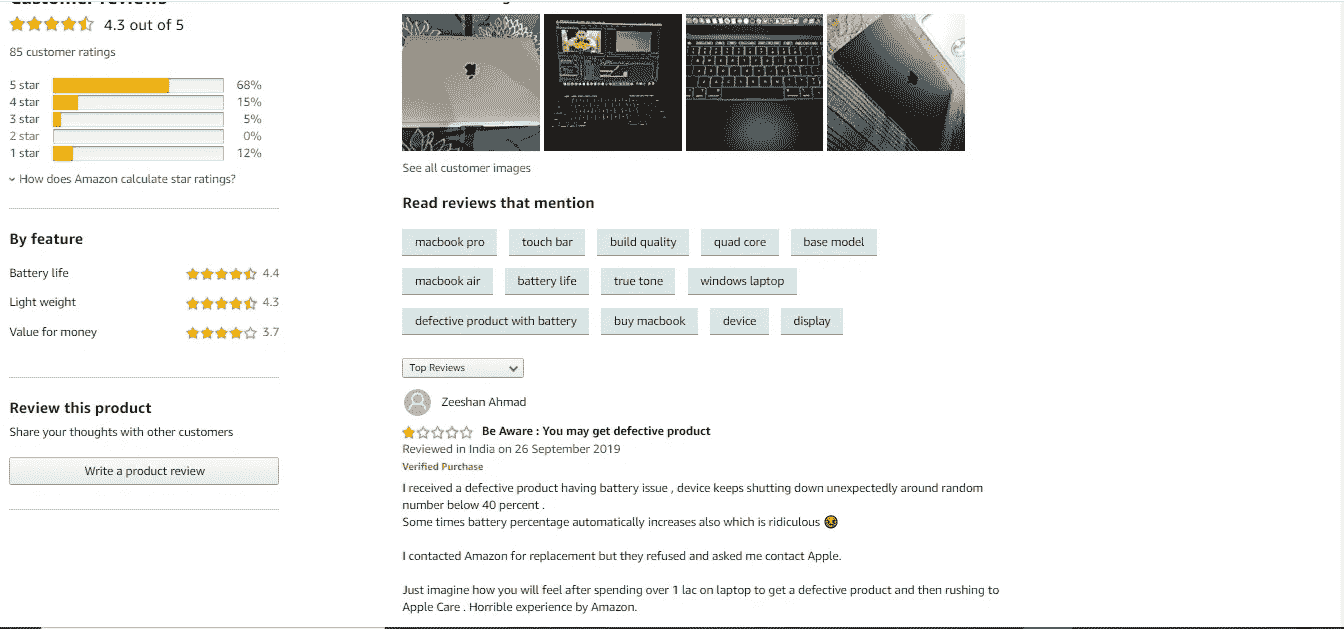 Customer reviews
4.3 out of 5
85 customer ratings
5 star 68%
4 star 15%
3 star 5%
2 star 0%
1 star 12%
How does Amazon calculate star ratings?
By feature
Battery life 4.4
Light weight 4.3
Value for money 3.7
Review this product
Share your thoughts with other customers
Write a product review
See all customer images
Read reviews that mention
macbook pro touch bar build quality quad core base model
macbook air battery life true tone windows laptop
defective product with battery buy macbook device display
Top Reviews
Zeeshan Ahmad
Be Aware : You may get defective product
Reviewed in India on 26 September 2019
Verified Purchase
I received a defective product having battery issue , device keeps shutting down unexpectedly around random
number below 40 percent .
Some times battery percentage automatically increases also which is ridiculous
I contacted Amazon for replacement but they refused and asked me contact Apple.
Just imagine how you will feel after spending over 1 lac on laptop to get a defective product and then rushing to
Apple Care . Horrible experience by Amazon.